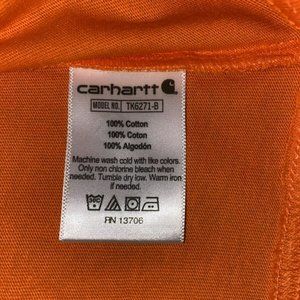 carhartt
MODEL NO. TK6271-B
100% Cotton
100% Coton
100% Algodón
Machine wash cold with like colors.
Only non chlorine bleach when
needed. Tumble dry low. Warm iron
if needed.
RN 13706